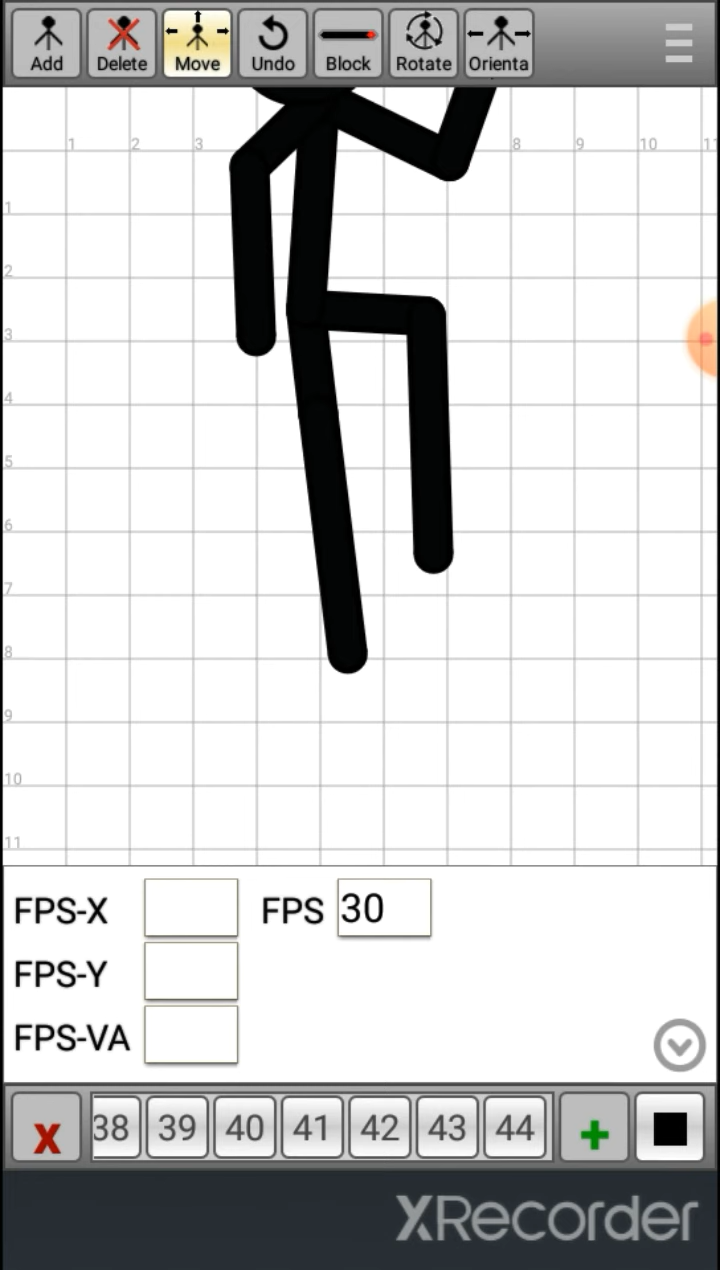 Add Delete Move Undo Block Rotate Orienta
1 2 3 8 9 10 11
1
2
3
4
5
6
7
8
9
10
11
FPS-X FPS 30
FPS-Y
FPS-VA
X 38 39 40 41 42 43 44 +
XRecorder